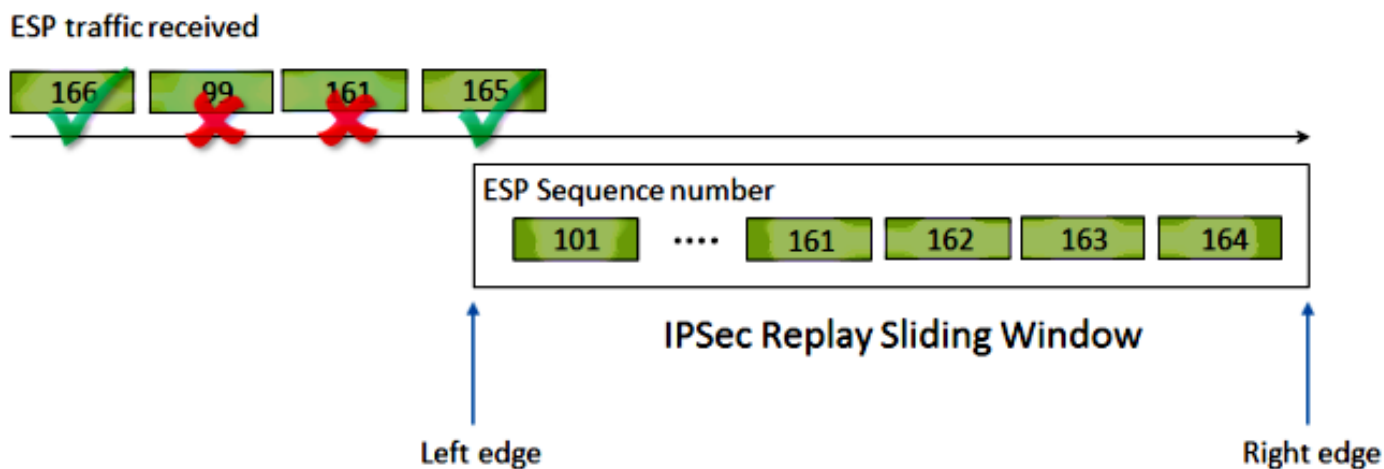 ESP traffic received
166 99 161 165
ESP Sequence number
101 .... 161 162 163 164
IPSec Replay Sliding Window
Left edge Right edge